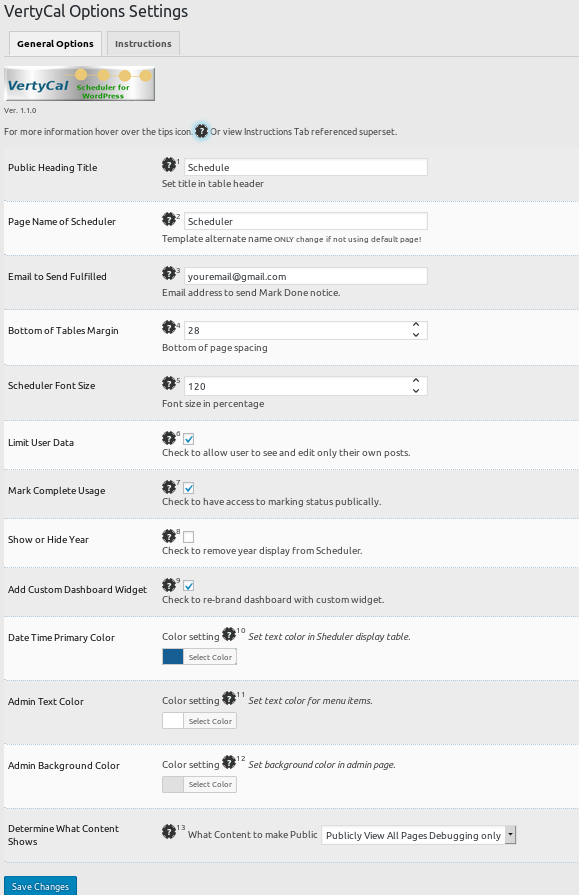 VertyCal Options Settings
General Options Instructions
VertyCal Scheduler for
WordPress
Ver. 1.1.0
For more information hover over the tips icon. ? Or view Instructions Tab referenced superset.
Public Heading Title ? 1 Schedule
Set title in table header
Page Name of Scheduler ? 2 Scheduler
Template alternate name ONLY change if not using default page!
Email to Send Fulfilled ? 3 youremail@gmail.com
Email address to send Mark Done notice.
Bottom of Tables Margin ? 4 28
Bottom of page spacing
Scheduler Font Size ? 5 120
Font size in percentage
Limit User Data ? 6
Check to allow user to see and edit only their own posts.
Mark Complete Usage ? 7
Check to have access to marking status publically.
Show or Hide Year ? 8
Check to remove year display from Scheduler.
Add Custom Dashboard Widget ? 9
Check to re-brand dashboard with custom widget.
Date Time Primary Color Color setting ? 10 Set text color in Sheduler display table.
Select Color
Admin Text Color Color setting ? 11 Set text color for menu items.
Select Color
Admin Background Color Color setting ? 12 Set background color in admin page.
Select Color
Determine What Content
Shows ? 13 What Content to make Public Publicly View All Pages Debugging only
Save Changes